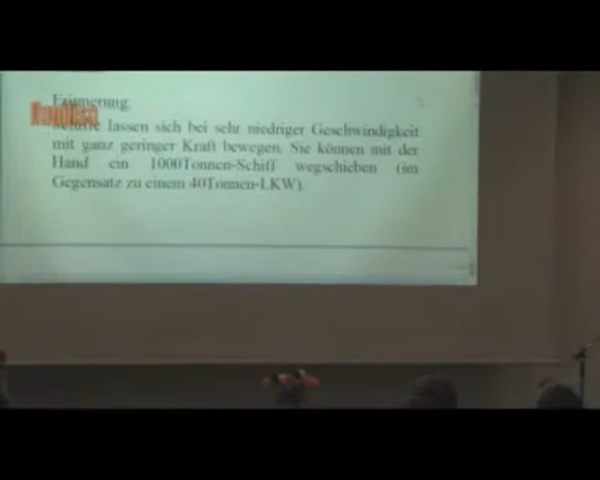 Erinnerung
Schiffe lassen sich bei sehr niedriger Geschwindigkeit
mit ganz geringer Kraft bewegen. Sie können mit der
Hand ein 1000Tonnen-Schiff wegschieben (im
Gegensatz zu einem 40Tonnen-LKW).